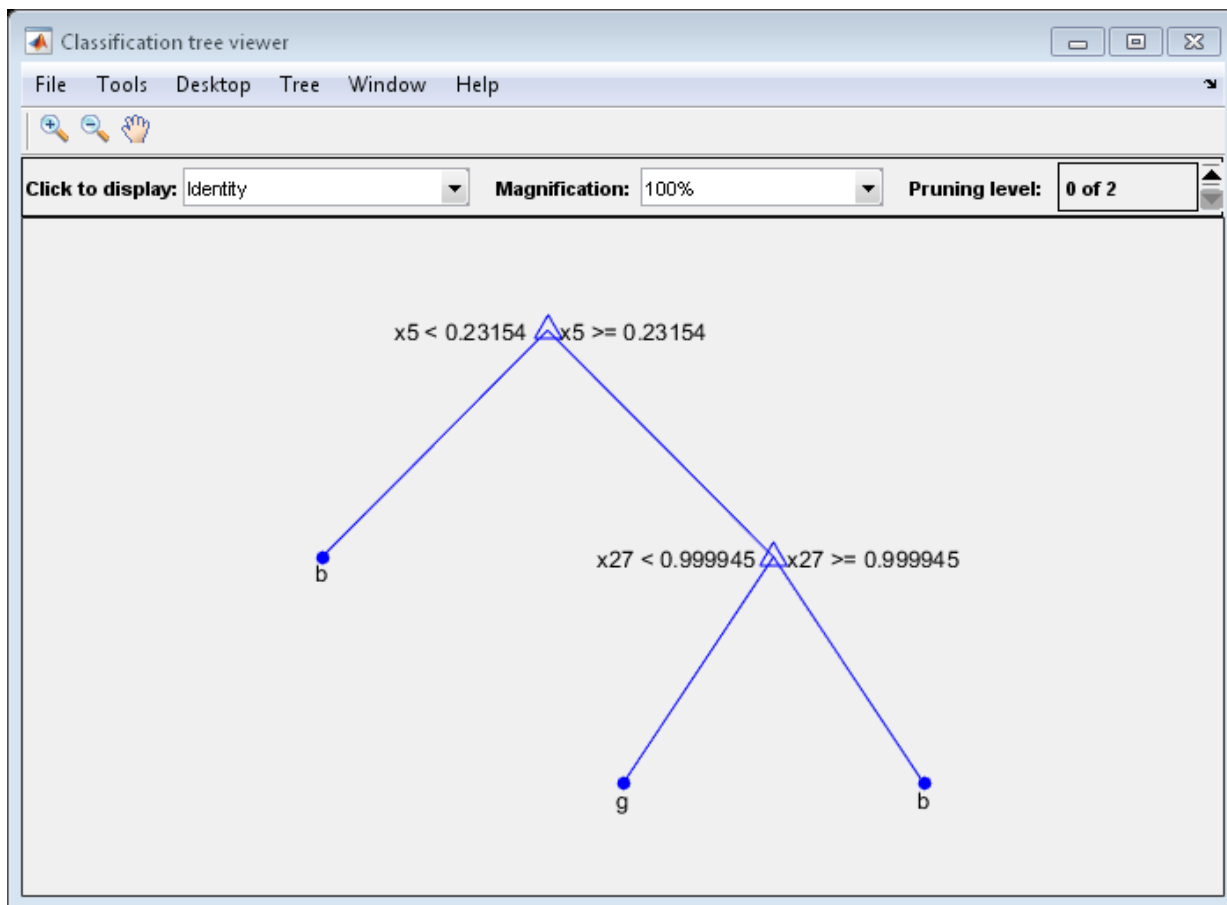 Classification tree viewer
File Tools Desktop Tree Window Help
Click to display: Identity Magnification: 100% Pruning level: 0 of 2
x5 < 0.23154 x5 >= 0.23154
b x27 < 0.999945 x27 >= 0.999945
g b